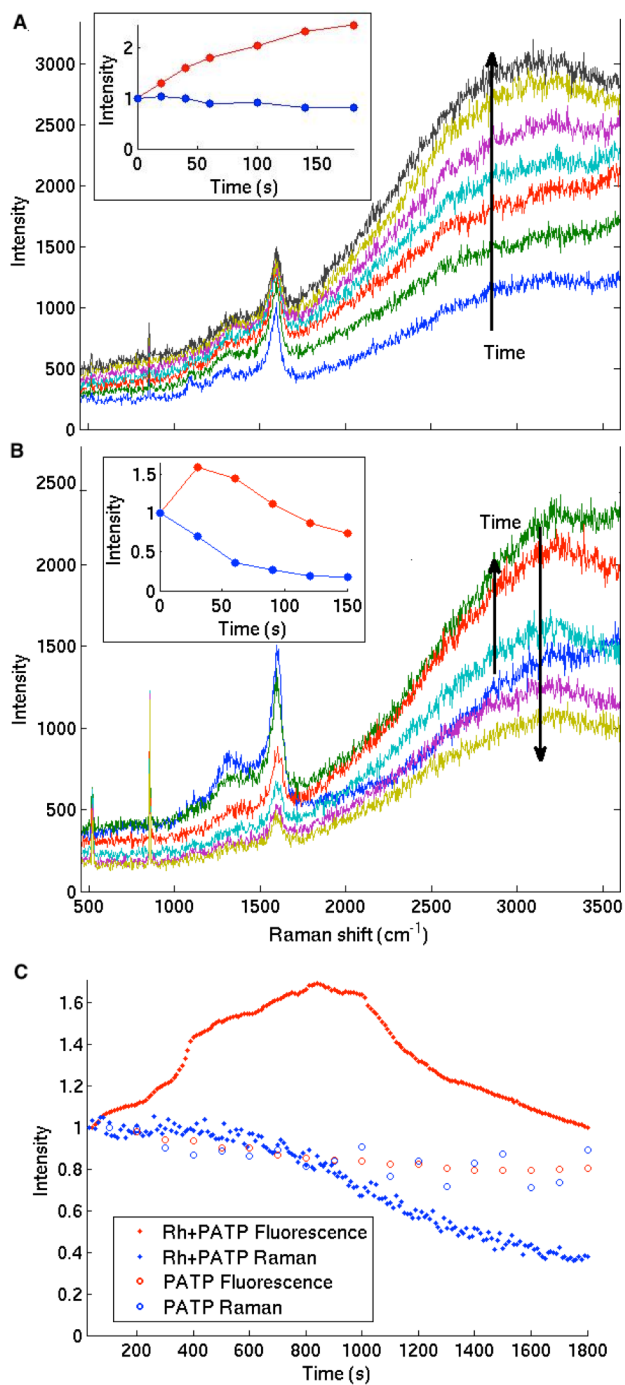 A
3000
2500
2000
1500
1000
500
0
Intensity
2
1
0
Intensity
0
50
100
150
Time (s)
Time
B
2500
2000
1500
1000
500
0
Intensity
1.5
1
0.5
0
Intensity
0
50
100
150
Time (s)
Time
500
1000
1500
2000
2500
3000
3500
Raman shift (cm-1)
C
1.6
1.4
1.2
1
0.8
0.6
0.4
0.2
0
Intensity
Rh+PATP Fluorescence
Rh+PATP Raman
PATP Fluorescence
PATP Raman
200
400
600
800
1000
1200
1400
1600
1800
Time (s)